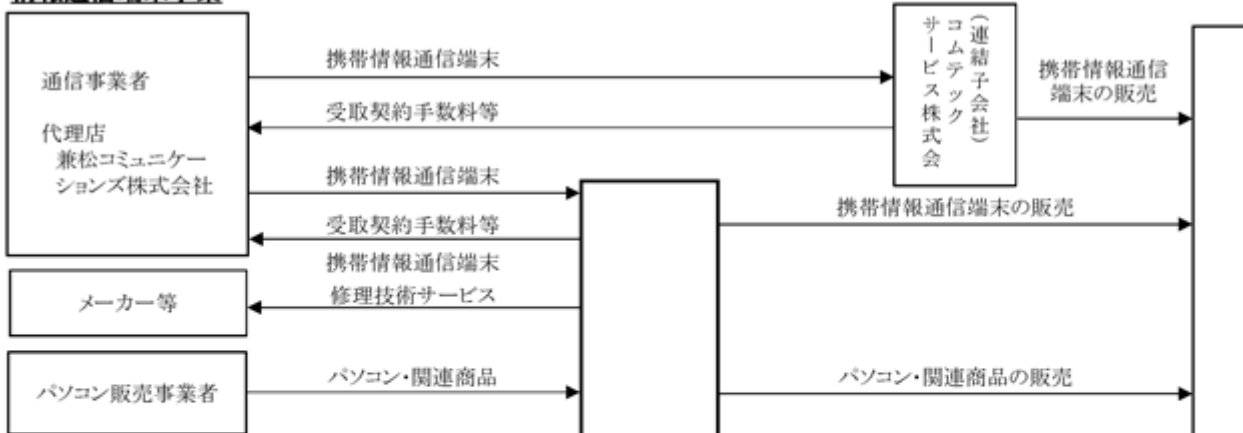 通信事業者
代理店
兼松コミュニケー
ションズ株式会社
携帯情報通信端末
受取契約手数料等
携帯情報通信端末
受取契約手数料等
携帯情報通信端末
修理技術サービス
メーカー等
パソコン販売事業者
パソコン・関連商品
(連結子会社)
コムテック
サービス株式会
携帯情報通信
端末の販売
携帯情報通信端末の販売
パソコン・関連商品の販売